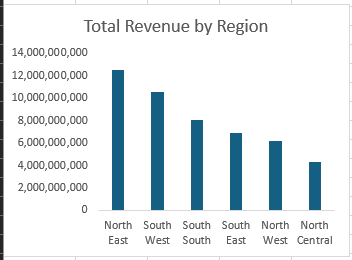 Total Revenue by Region
14,000,000,000
12,000,000,000
10,000,000,000
8,000,000,000
6,000,000,000
4,000,000,000
2,000,000,000
0
North East
South West
South South
South East
North West
North Central